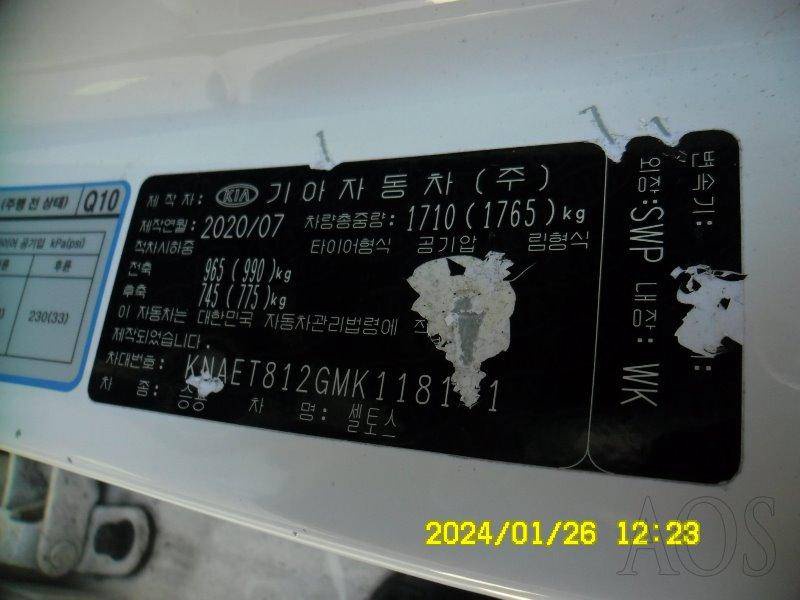 (주행 전 상태) Q10
이어 공기압 kPa(psi)
후륜
230(33)
제 작 자: KIA 기아자동차(주)
제작연월: 2020/07 차량총중량: 1710(1765)kg
적차시하중 타이어형식 공기압 림형식
전축 965(990)kg
후축 745(775)kg
이 자동차는 대한민국 자동차관리법령에
제작되었습니다.
차대번호:
차 종: 승용 차 명: 셀토스
변속기:
외장:SWP 내장: WK
2024/01/26 12:23
AOS